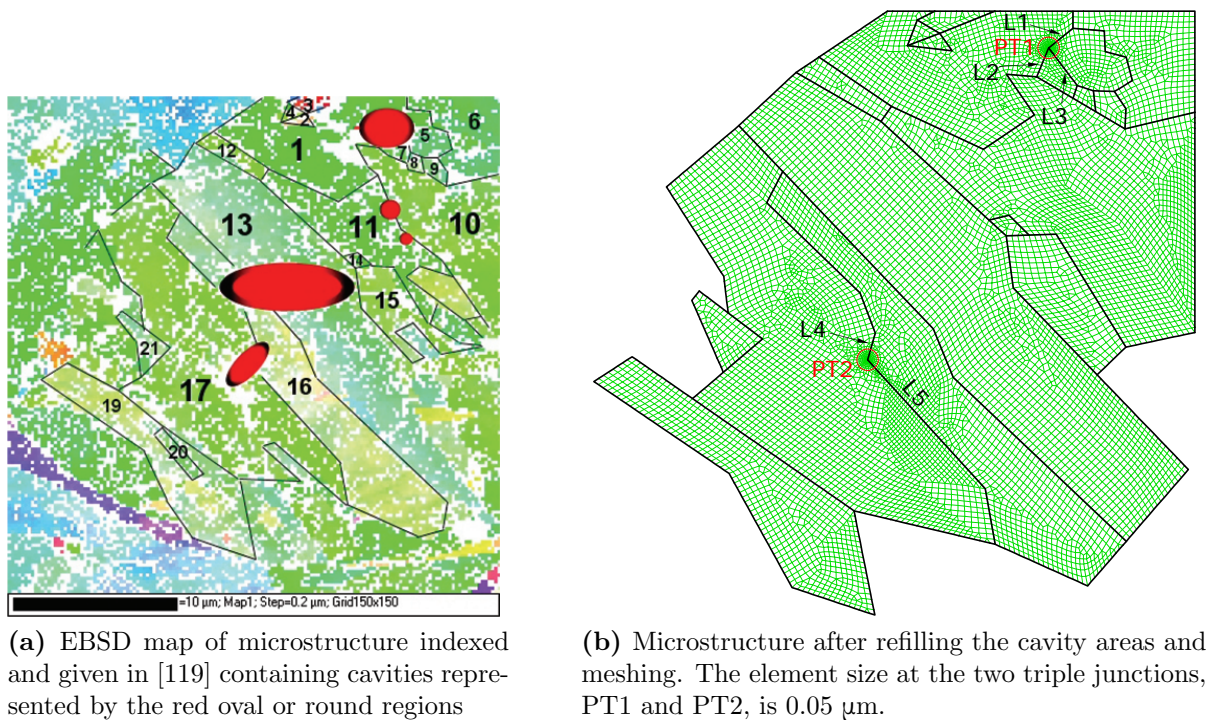 3
4
2
5
6
1
12
7
8
9
13
11
10
14
15
21
17
16
19
20
=10 µm; Map1; Step=0.2 µm; Grid150x150
L1
PT1
L2
L3
L4
PT2
L5
(a) EBSD map of microstructure indexed
and given in [119] containing cavities repre-
sented by the red oval or round regions
(b) Microstructure after refilling the cavity areas and
meshing. The element size at the two triple junctions,
PT1 and PT2, is 0.05 µm.